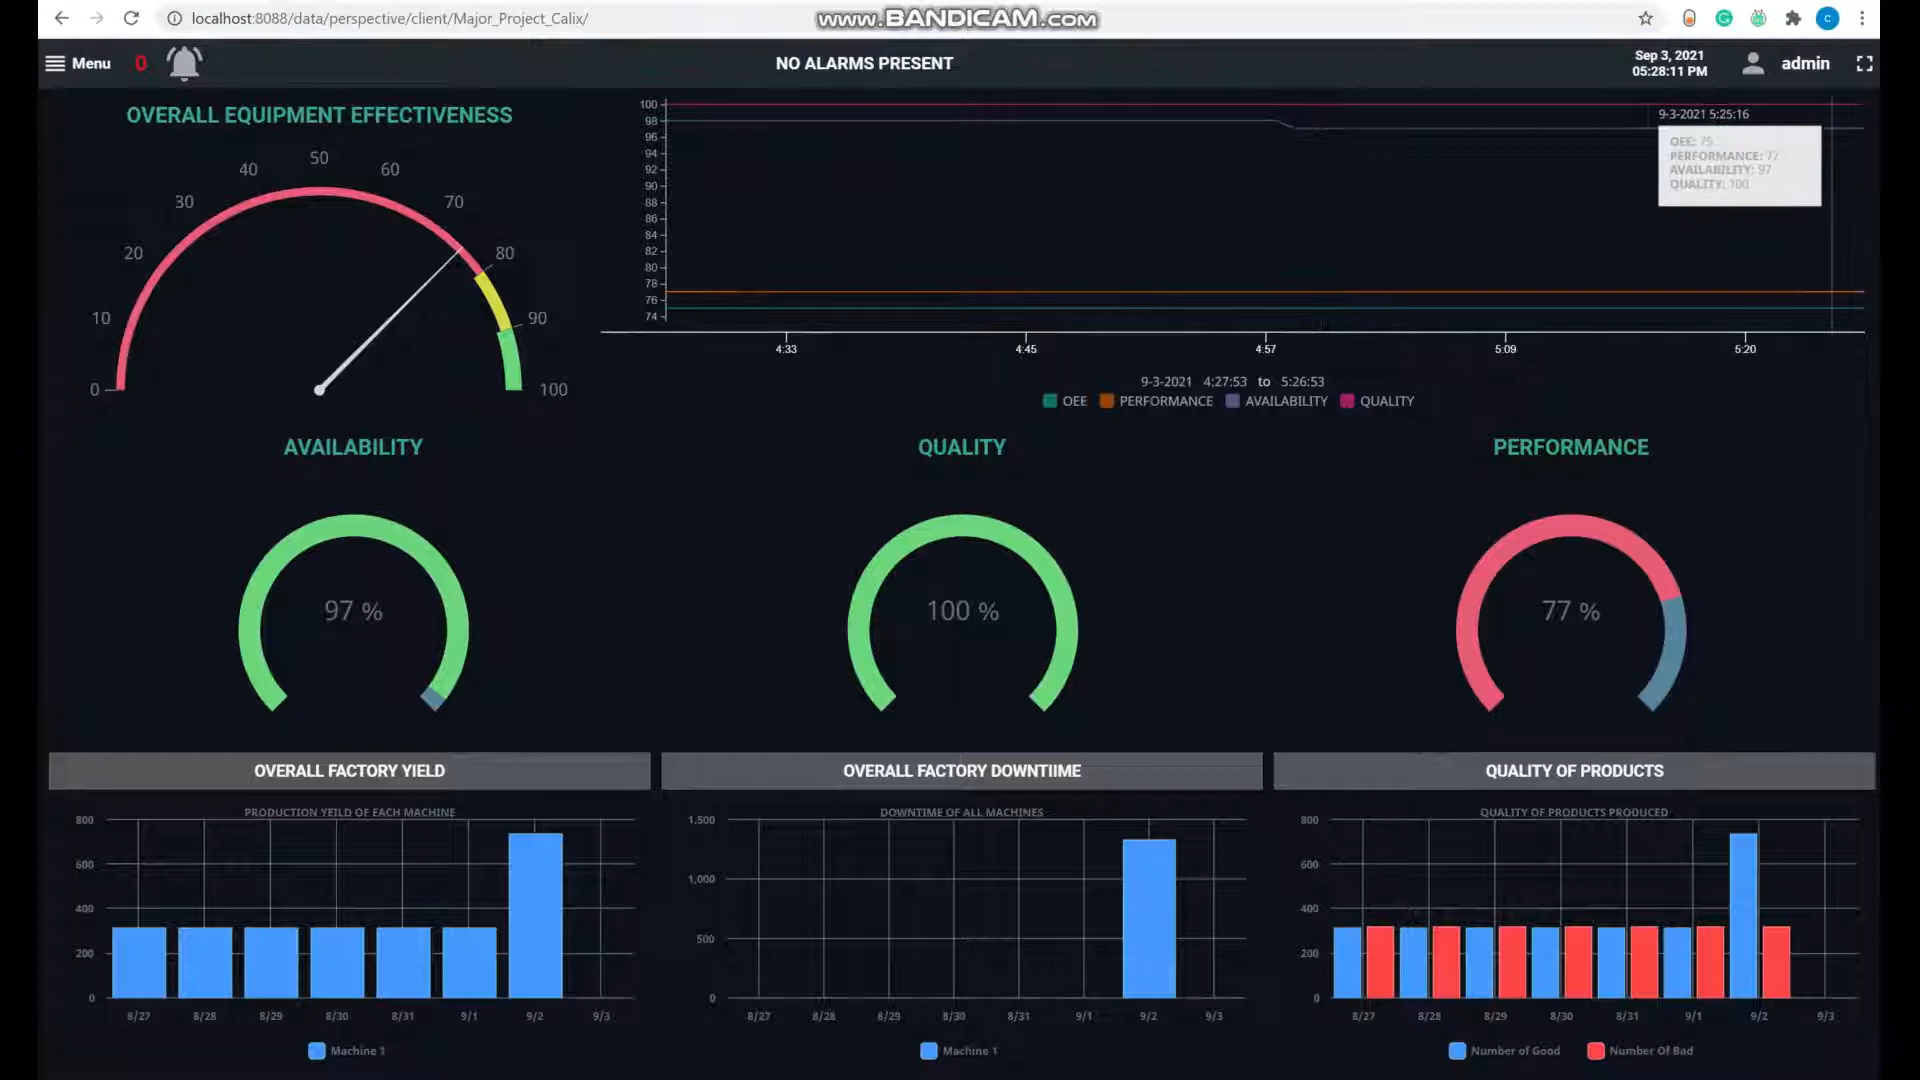 localhost:8088/data/perspective/client/Major_Project_Calix/
www.BANDICAM.com
C
Menu
0
NO ALARMS PRESENT
Sep 3, 2021
05:28:11 PM
admin
OVERALL EQUIPMENT EFFECTIVENESS
0
10
20
30
40
50
60
70
80
90
100
100
98
96
94
92
90
88
86
84
82
80
78
76
74
9-3-2021 5:25:16
OEE: 75
PERFORMANCE: 77
AVAILABILITY: 97
QUALITY: 100
4:33 4:45 4:57 5:09 5:20
9-3-2021 4:27:53 to 5:26:53
OEE PERFORMANCE AVAILABILITY QUALITY
AVAILABILITY
97 %
QUALITY
100 %
PERFORMANCE
77 %
OVERALL FACTORY YIELD
PRODUCTION YEILD OF EACH MACHINE
800
600
400
200
0
8/27 8/28 8/29 8/30 8/31 9/1 9/2 9/3
Machine 1
OVERALL FACTORY DOWNTIIME
DOWNTIME OF ALL MACHINES
1,500
1,000
500
0
8/27 8/28 8/29 8/30 8/31 9/1 9/2 9/3
Machine 1
QUALITY OF PRODUCTS
QUALITY OF PRODUCTS PRODUCED
800
600
400
200
0
8/27 8/28 8/29 8/30 8/31 9/1 9/2 9/3
Number of Good Number Of Bad